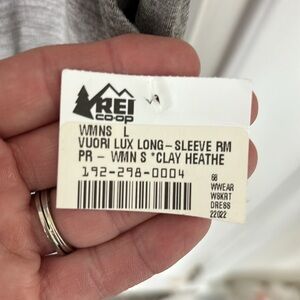 REI
CO-OP
WMNS L
VUORI LUX LONG-SLEEVE RM
PR - WMN S *CLAY HEATHE
192-298-0004
68
WWEAR
WSKRT
DRESS
22022